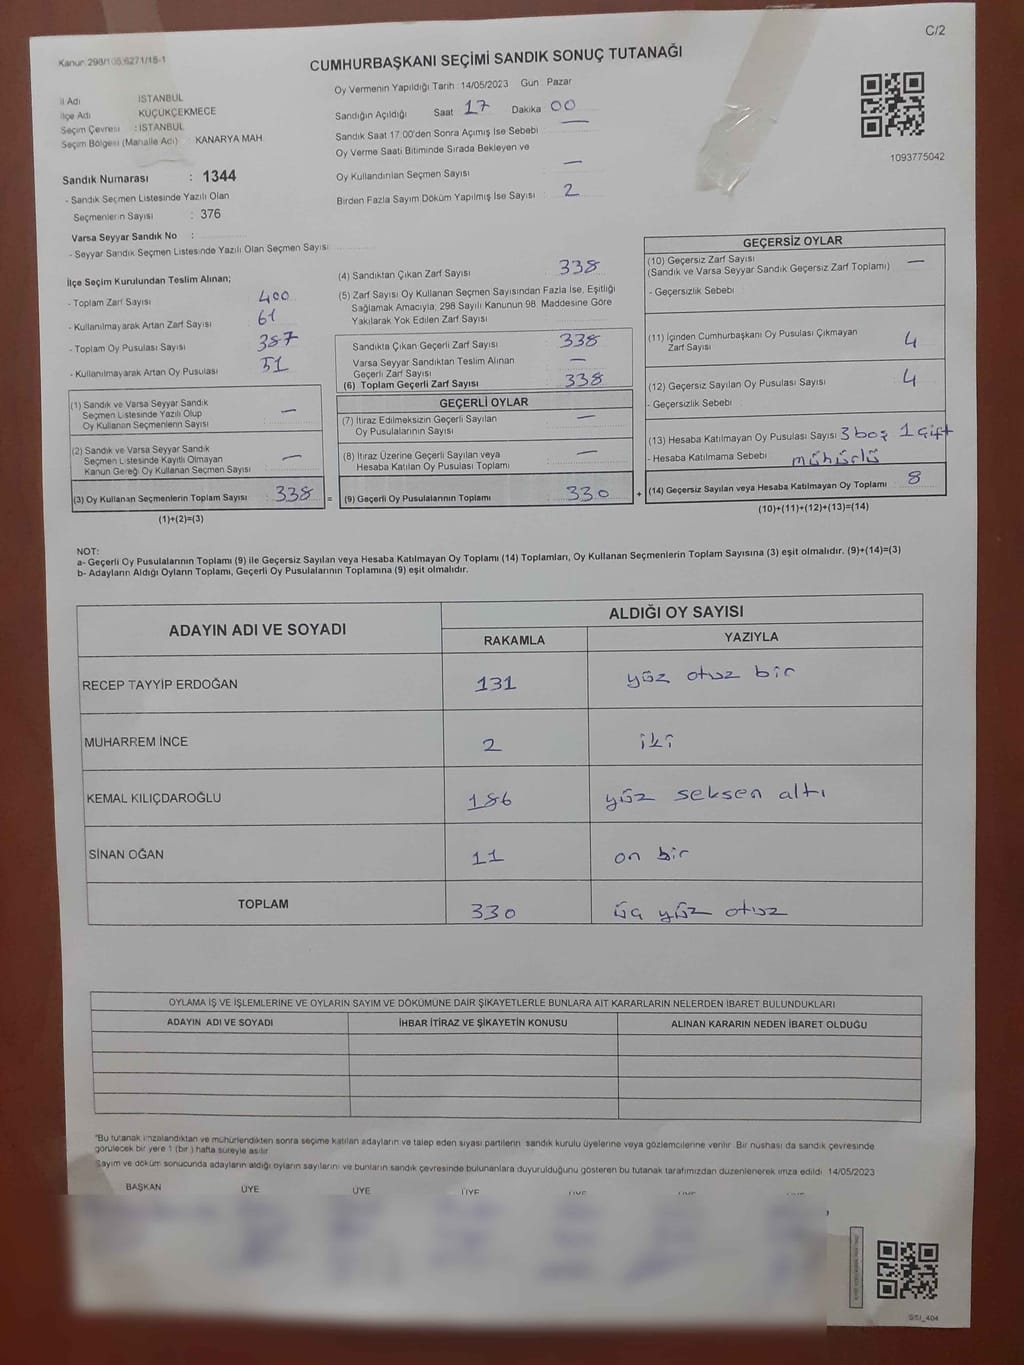 C/2
Kanun 298/105;6271/18-1
CUMHURBAŞKANI SEÇİMİ SANDIK SONUÇ TUTANAĞI
İl Adı İSTANBUL
İlçe Adı KÜÇÜKÇEKMECE
Seçim Çevresi : İSTANBUL
Seçim Bölgesi (Mahalle Adı) KANARYA MAH.
Sandık Numarası : 1344
- Sandık Seçmen Listesinde Yazılı Olan
Seçmenlerin Sayısı : 376
Varsa Seyyar Sandık No :
- Seyyar Sandık Seçmen Listesinde Yazılı Olan Seçmen Sayısı
Oy Vermenin Yapıldığı Tarih : 14/05/2023 Gün Pazar
Sandığın Açıldığı Saat 17 Dakika 00
Sandık Saat 17.00'den Sonra Açımış İse Sebebi —
Oy Verme Saati Bitiminde Sırada Bekleyen ve
Oy Kullandırılan Seçmen Sayısı —
Birden Fazla Sayım Döküm Yapılmış İse Sayısı : 2
1093775042
İlçe Seçim Kurulundan Teslim Alınan;
- Toplam Zarf Sayısı 400
- Kullanılmayarak Artan Zarf Sayısı 61
- Toplam Oy Pusulası Sayısı 387
- Kullanılmayarak Artan Oy Pusulası 51
(1) Sandık ve Varsa Seyyar Sandık
Seçmen Listesinde Yazılı Olup
Oy Kullanan Seçmenlerin Sayısı —
(2) Sandık ve Varsa Seyyar Sandık
Seçmen Listesinde Kayıtlı Olmayan
Kanun Gereği Oy Kullanan Seçmen Sayısı —
(3) Oy Kullanan Seçmenlerin Toplam Sayısı : 338 =
(1)+(2)=(3)
(4) Sandıktan Çıkan Zarf Sayısı 338
(5) Zarf Sayısı Oy Kullanan Seçmen Sayısından Fazla İse, Eşitliği
Sağlamak Amacıyla, 298 Sayılı Kanunun 98. Maddesine Göre
Yakılarak Yok Edilen Zarf Sayısı
Sandıkta Çıkan Geçerli Zarf Sayısı 338
Varsa Seyyar Sandıktan Teslim Alınan
Geçerli Zarf Sayısı —
(6) Toplam Geçerli Zarf Sayısı 338
GEÇERLİ OYLAR
(7) İtiraz Edilmeksizin Geçerli Sayılan
Oy Pusulalarının Sayısı —
(8) İtiraz Üzerine Geçerli Sayılan veya
Hesaba Katılan Oy Pusulası Toplamı —
(9) Geçerli Oy Pusulalarının Toplamı 330 +
GEÇERSİZ OYLAR
(10) Geçersiz Zarf Sayısı —
(Sandık ve Varsa Seyyar Sandık Geçersiz Zarf Toplamı)
- Geçersizlik Sebebi
(11) İçinden Cumhurbaşkanı Oy Pusulası Çıkmayan
Zarf Sayısı 4
(12) Geçersiz Sayılan Oy Pusulası Sayısı 4
- Geçersizlik Sebebi :
(13) Hesaba Katılmayan Oy Pusulası Sayısı 3 boş 1 çift
- Hesaba Katılmama Sebebi mühürlü
(14) Geçersiz Sayılan veya Hesaba Katılmayan Oy Toplamı 8
(10)+(11)+(12)+(13)=(14)
NOT:
a- Geçerli Oy Pusulalarının Toplamı (9) ile Geçersiz Sayılan veya Hesaba Katılmayan Oy Toplamı (14) Toplamları, Oy Kullanan Seçmenlerin Toplam Sayısına (3) eşit olmalıdır. (9)+(14)=(3)
b- Adayların Aldığı Oyların Toplamı, Geçerli Oy Pusulalarının Toplamına (9) eşit olmalıdır.
ADAYIN ADI VE SOYADI ALDIĞI OY SAYISI
RAKAMLA YAZIYLA
RECEP TAYYİP ERDOĞAN 131 yüz otuz bir
MUHARREM İNCE 2 iki
KEMAL KILIÇDAROĞLU 186 yüz seksen altı
SİNAN OĞAN 11 on bir
TOPLAM 330 üç yüz otuz
OYLAMA İŞ VE İŞLEMLERİNE VE OYLARIN SAYIM VE DÖKÜMÜNE DAİR ŞİKAYETLERLE BUNLARA AİT KARARLARIN NELERDEN İBARET BULUNDUKLARI
ADAYIN ADI VE SOYADI İHBAR İTİRAZ VE ŞİKAYETİN KONUSU ALINAN KARARIN NEDEN İBARET OLDUĞU
"Bu tutanak imzalandıktan ve mühürlendikten sonra seçime katılan adayların ve talep eden siyasi partilerin, sandık kurulu üyelerine veya gözlemcilerine verilir. Bir nüshası da sandık çevresinde
görülecek bir yere 1 (bir) hafta süreyle asılır.
Sayım ve döküm sonucunda adayların aldığı oyların sayılarını ve bunların sandık çevresinde bulunanlara duyurulduğunu gösteren bu tutanak tarafımızdan düzenlenerek imza edildi. 14/05/2023
BAŞKAN ÜYE ÜYE ÜYE ÜYE